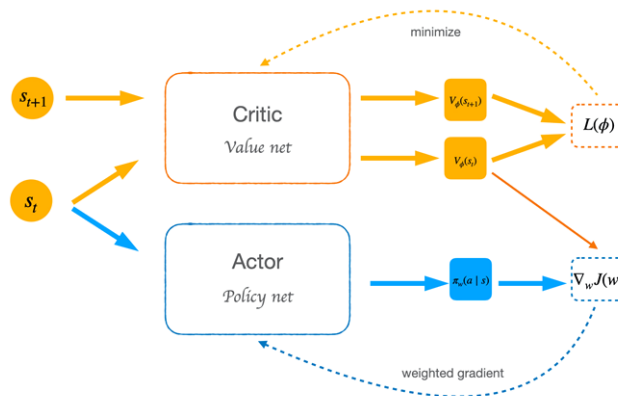 minimize
s_{t+1}
Critic
Value net
V_ϕ(s_{t+1})
L(ϕ)
V_ϕ(s_t)
s_t
Actor
Policy net
π_w(a | s)
∇_w J(w
weighted gradient